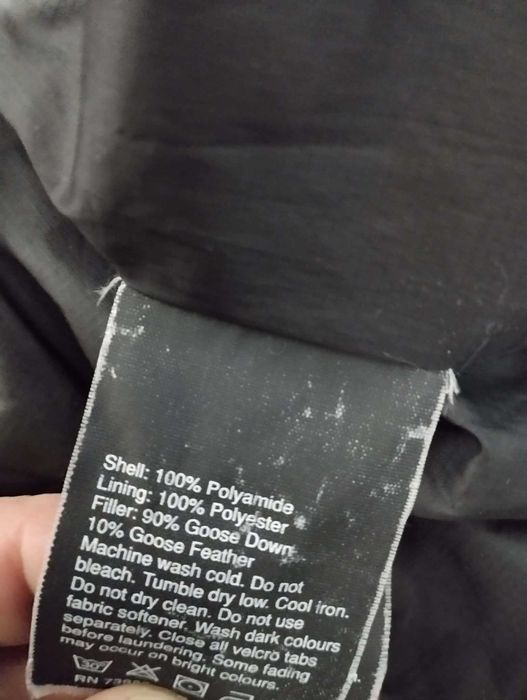 Shell: 100% Polyamide
Lining: 100% Polyester
Filler: 90% Goose Down
10% Goose Feather
Machine wash cold. Do not
bleach. Tumble dry low. Cool iron.
Do not dry clean. Do not use
fabric softener. Wash dark colours
separately. Close all velcro tabs
before laundering. Some fading
may occur on bright colours.
30°
RN